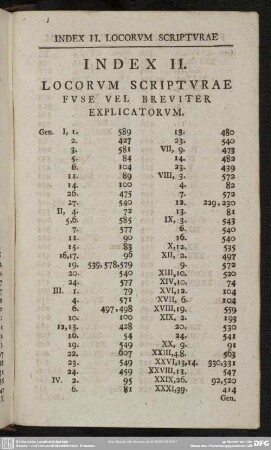 INDEX II. LOCORVM SCRIPTVRAE
INDEX II.
LOCORVM SCRIPTVRAE
FVSE VEL BREVITER
EXPLICATORVM.
Gen. I, 1. 589
2. 427
3. 581
5. 84
6. 104
11. 89
14. 100
26. 475
27. 540
II, 4. 72
5,6. 585
7. 577
11. 90
15. 83
16,17. 96
19. 539,578,579
20. 540
24. 577
III. 1. 87
4. 571
6. 497,498
10. 100
12,13. 428
16. 54
19. 549
22. 607
23. 549
24. 459
IV. 2. 95
6. 81
13. 480
23. 540
VII, 9. 473
14. 482
23. 439
VIII, 5. 572
4. 82
7. 572
12. 229,230
13. 81
IX, 3. 543
6. 540
16. 540
X,12. 535
XII, 2. 497
9. 572
XIII,10. 520
XIV,10. 74
XVI,12. 104
XVII, 6. 104
XVIII,19. 559
XIX, 2. 193
20. 530
24. 541
XX, 9. 91
XXIII,4.8. 563
XXVI,13,14. 330,331
XXVIII,13. 547
XXIX,26. 92,520
XXXI,39. 414
Gen.